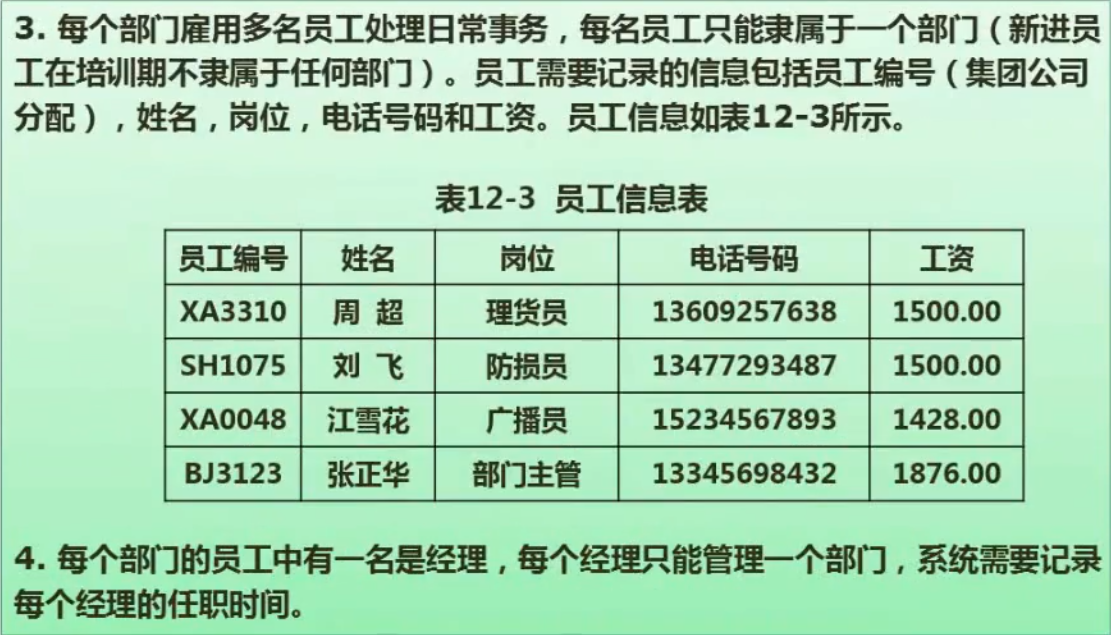 3. 每个部门雇用多名员工处理日常事务，每名员工只能隶属于一个部门（新进员
工在培训期不隶属于任何部门）。员工需要记录的信息包括员工编号（集团公司
分配），姓名，岗位，电话号码和工资。员工信息如表12-3所示。
表12-3 员工信息表
员工编号 姓名 岗位 电话号码 工资
XA3310 周 超 理货员 13609257638 1500.00
SH1075 刘 飞 防损员 13477293487 1500.00
XA0048 江雪花 广播员 15234567893 1428.00
BJ3123 张正华 部门主管 13345698432 1876.00
4. 每个部门的员工中有一名是经理，每个经理只能管理一个部门，系统需要记录
每个经理的任职时间。